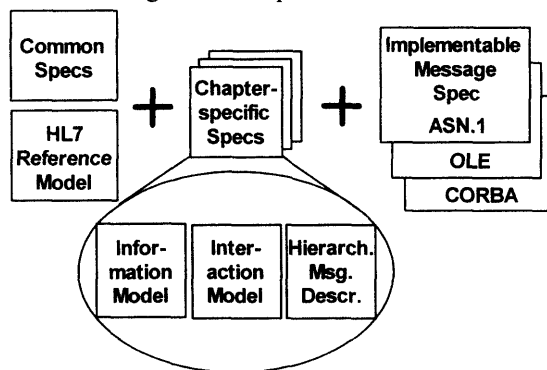 Common
Specs
HL7
Reference
Model
+
Chapter-
specific
Specs
+
Implementable
Message
Spec
ASN.1
OLE
CORBA
Infor-
mation
Model
Inter-
action
Model
Hierarch.
Msg.
Descr.